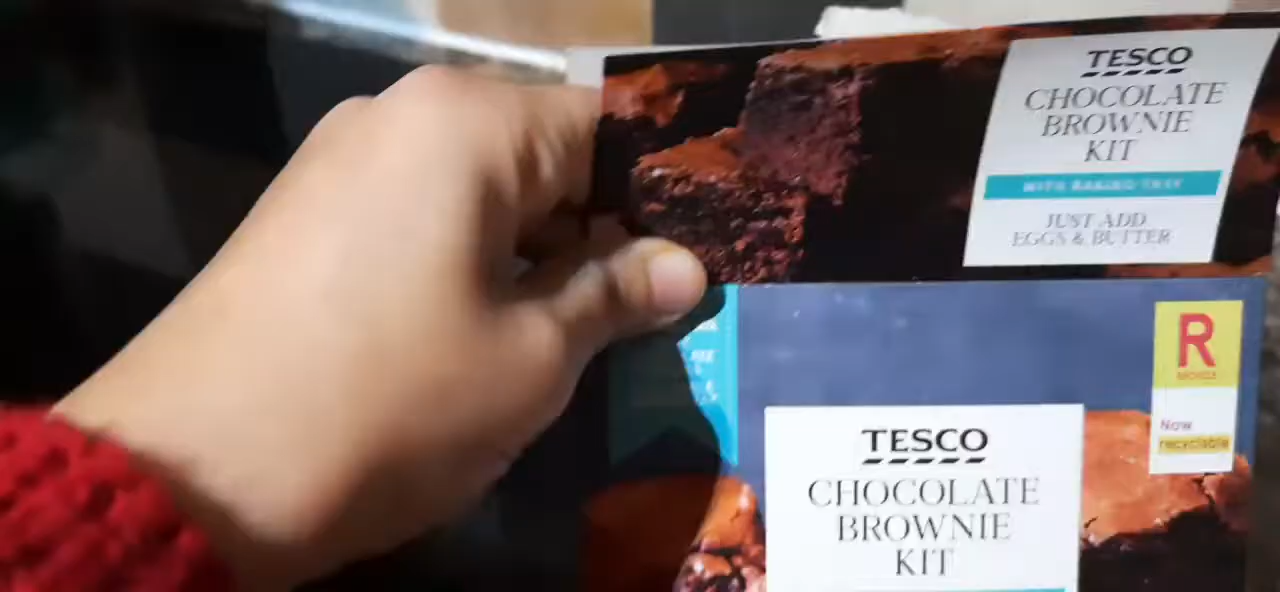 TESCO
CHOCOLATE
BROWNIE
KIT
WITH BAKING TRAY
JUST ADD
EGGS & BUTTER
R
Now
recyclable
TESCO
CHOCOLATE
BROWNIE
KIT